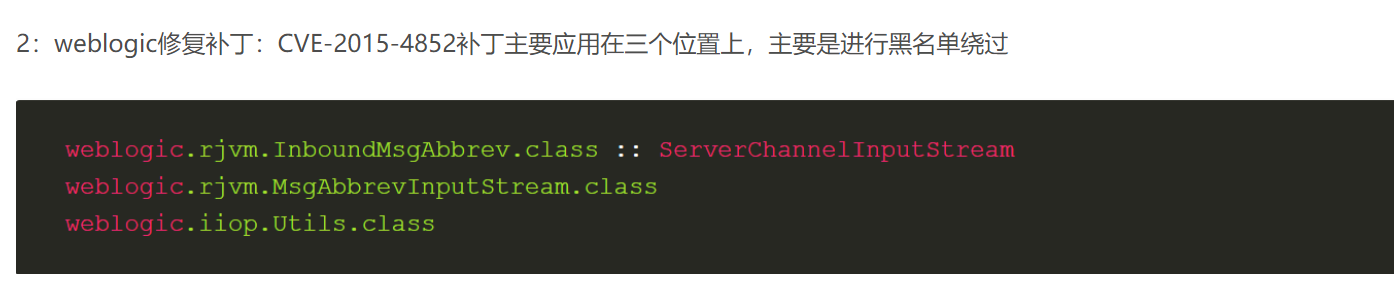 2：weblogic修复补丁：CVE-2015-4852补丁主要应用在三个位置上，主要是进行黑名单绕过
weblogic.rjvm.InboundMsgAbbrev.class :: ServerChannelInputStream
weblogic.rjvm.MsgAbbrevInputStream.class
weblogic.iiop.Utils.class